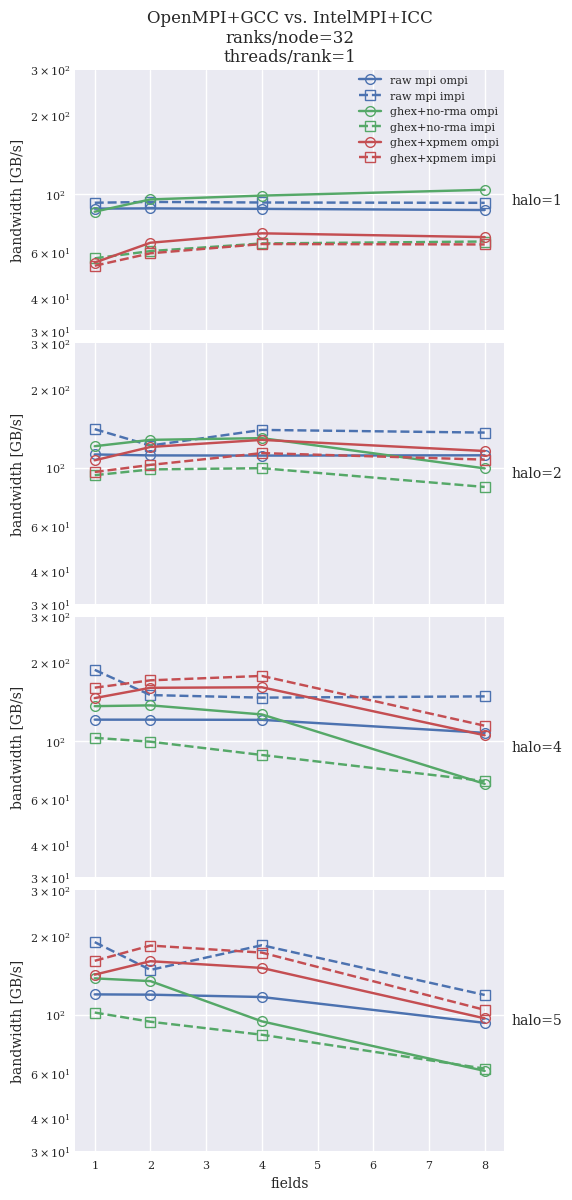 OpenMPI+GCC vs. IntelMPI+ICC
ranks/node=32
threads/rank=1
3 × 10²
2 × 10²
10²
6 × 10¹
4 × 10¹
3 × 10¹
bandwidth [GB/s]
raw mpi ompi
raw mpi impi
ghex+no-rma ompi
ghex+no-rma impi
ghex+xpmem ompi
ghex+xpmem impi
halo=1
3 × 10²
2 × 10²
10²
6 × 10¹
4 × 10¹
3 × 10¹
bandwidth [GB/s]
halo=2
3 × 10²
2 × 10²
10²
6 × 10¹
4 × 10¹
3 × 10¹
bandwidth [GB/s]
halo=4
3 × 10²
2 × 10²
10²
6 × 10¹
4 × 10¹
3 × 10¹
bandwidth [GB/s]
halo=5
1 2 3 4 5 6 7 8
fields